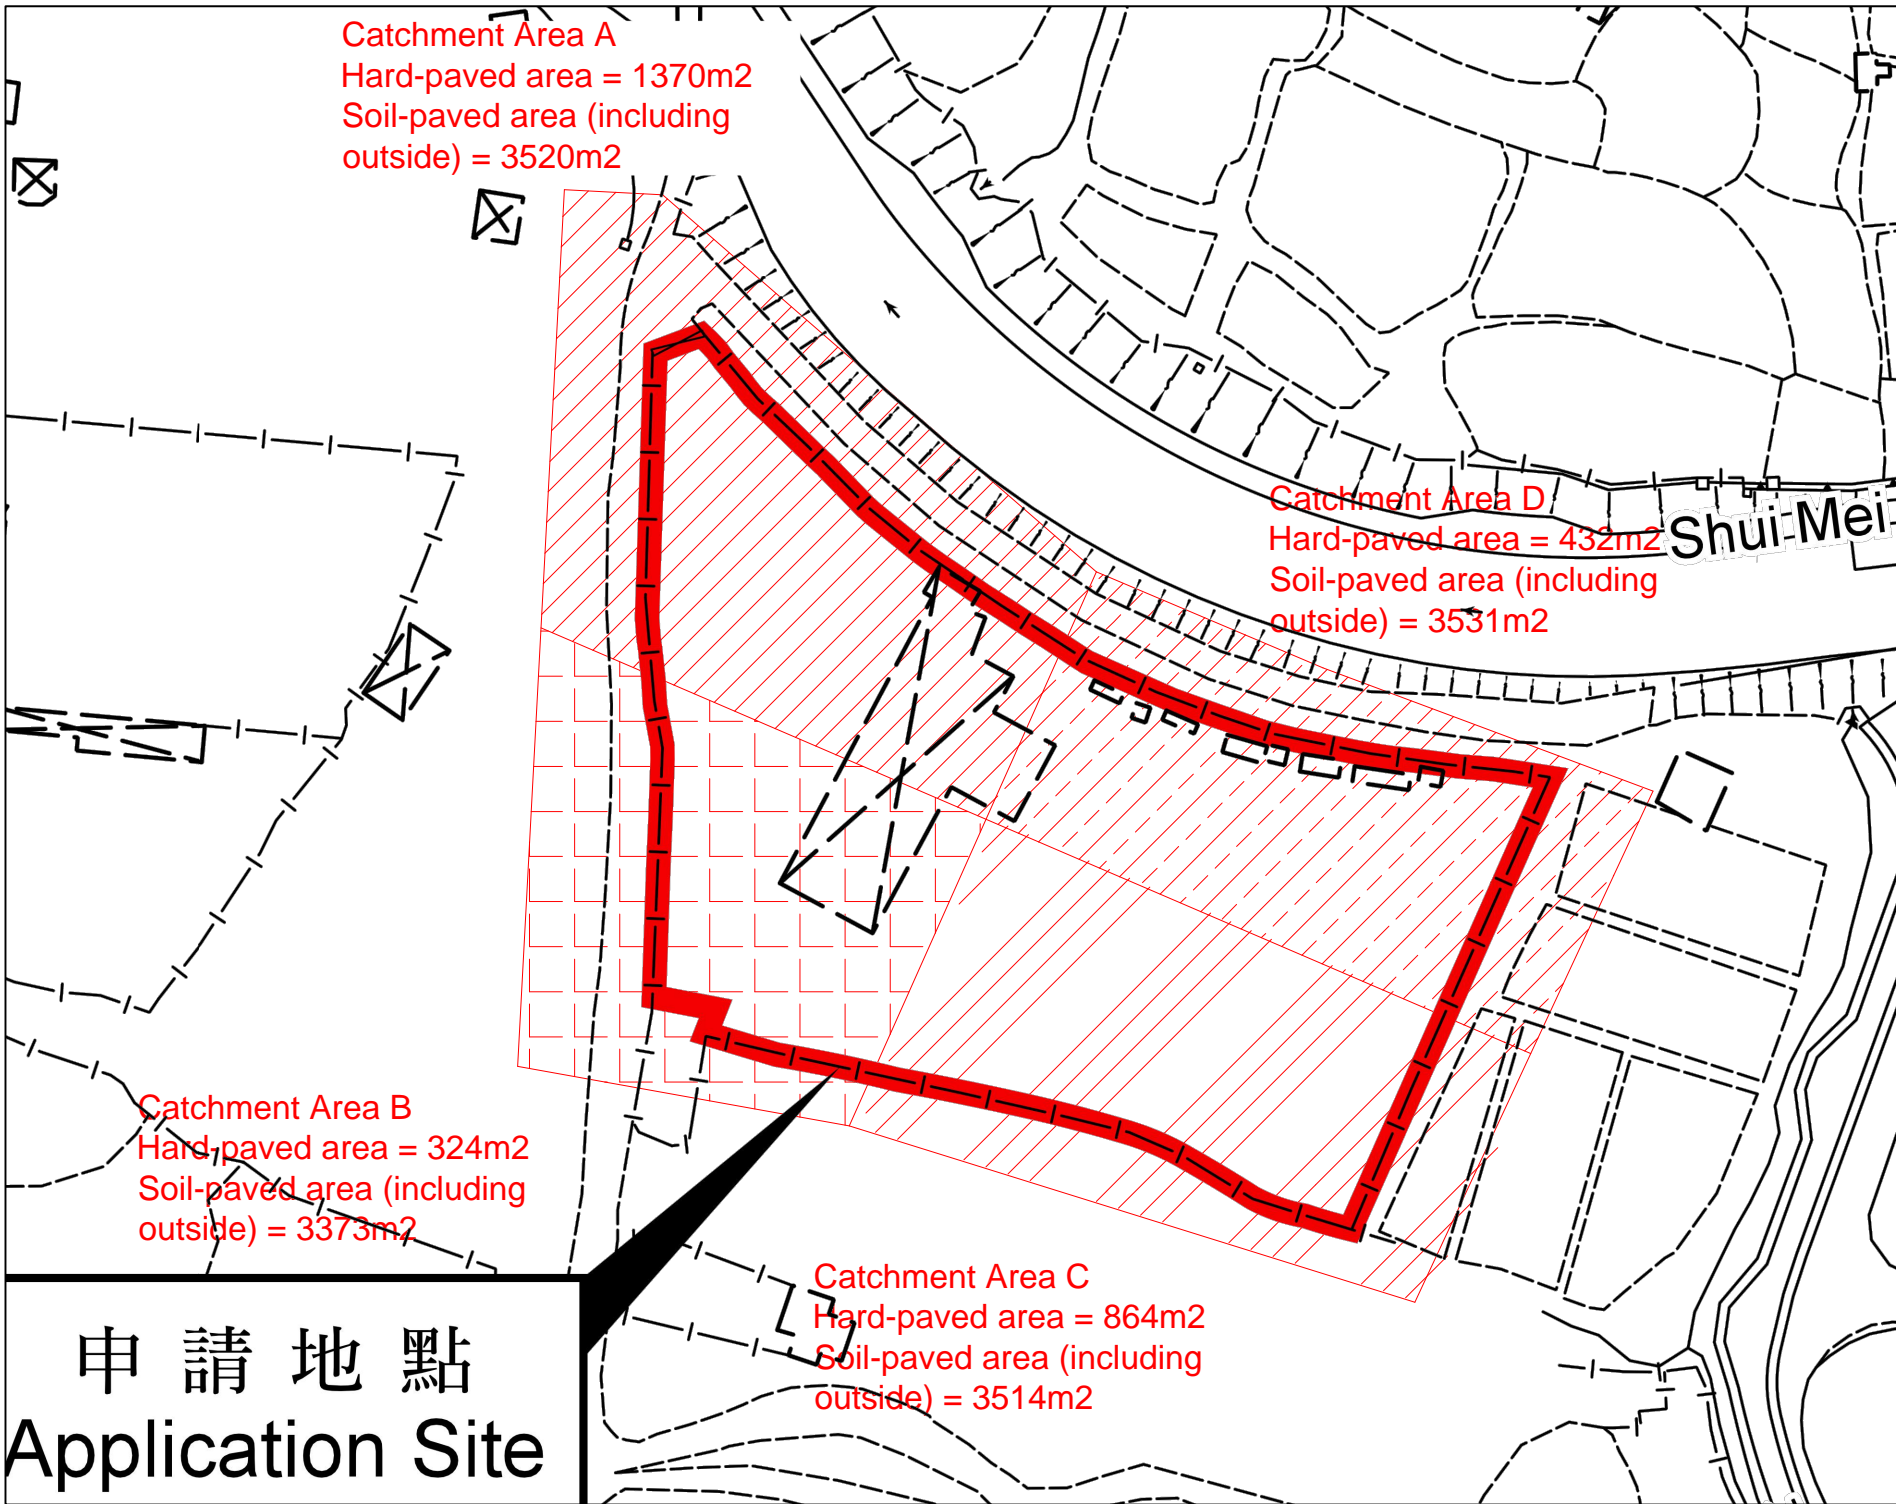 Catchment Area A
Hard-paved area = 1370m2
Soil-paved area (including
outside) = 3520m2
Catchment Area D
Hard-paved area = 432m2
Soil-paved area (including
outside) = 3531m2
Shui Mei
Catchment Area B
Hard-paved area = 324m2
Soil-paved area (including
outside) = 3373m2
Catchment Area C
Hard-paved area = 864m2
Soil-paved area (including
outside) = 3514m2
申請地點
Application Site